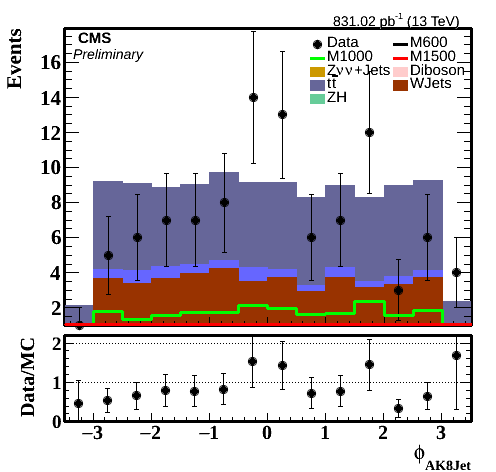 831.02 pb⁻¹ (13 TeV)
CMS
Preliminary
Data
M600
M1000
M1500
Zνν+Jets
Diboson
tt̄
WJets
ZH
Events
16
14
12
10
8
6
4
2
Data/MC
2
1
0
−3
−2
−1
0
1
2
3
ϕ_AK8Jet